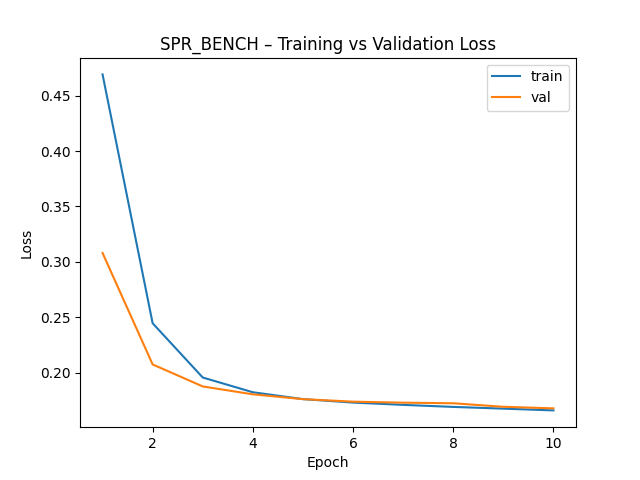 SPR_BENCH – Training vs Validation Loss
train
val
0.45
0.40
0.35
0.30
0.25
0.20
Loss
2
4
6
8
10
Epoch